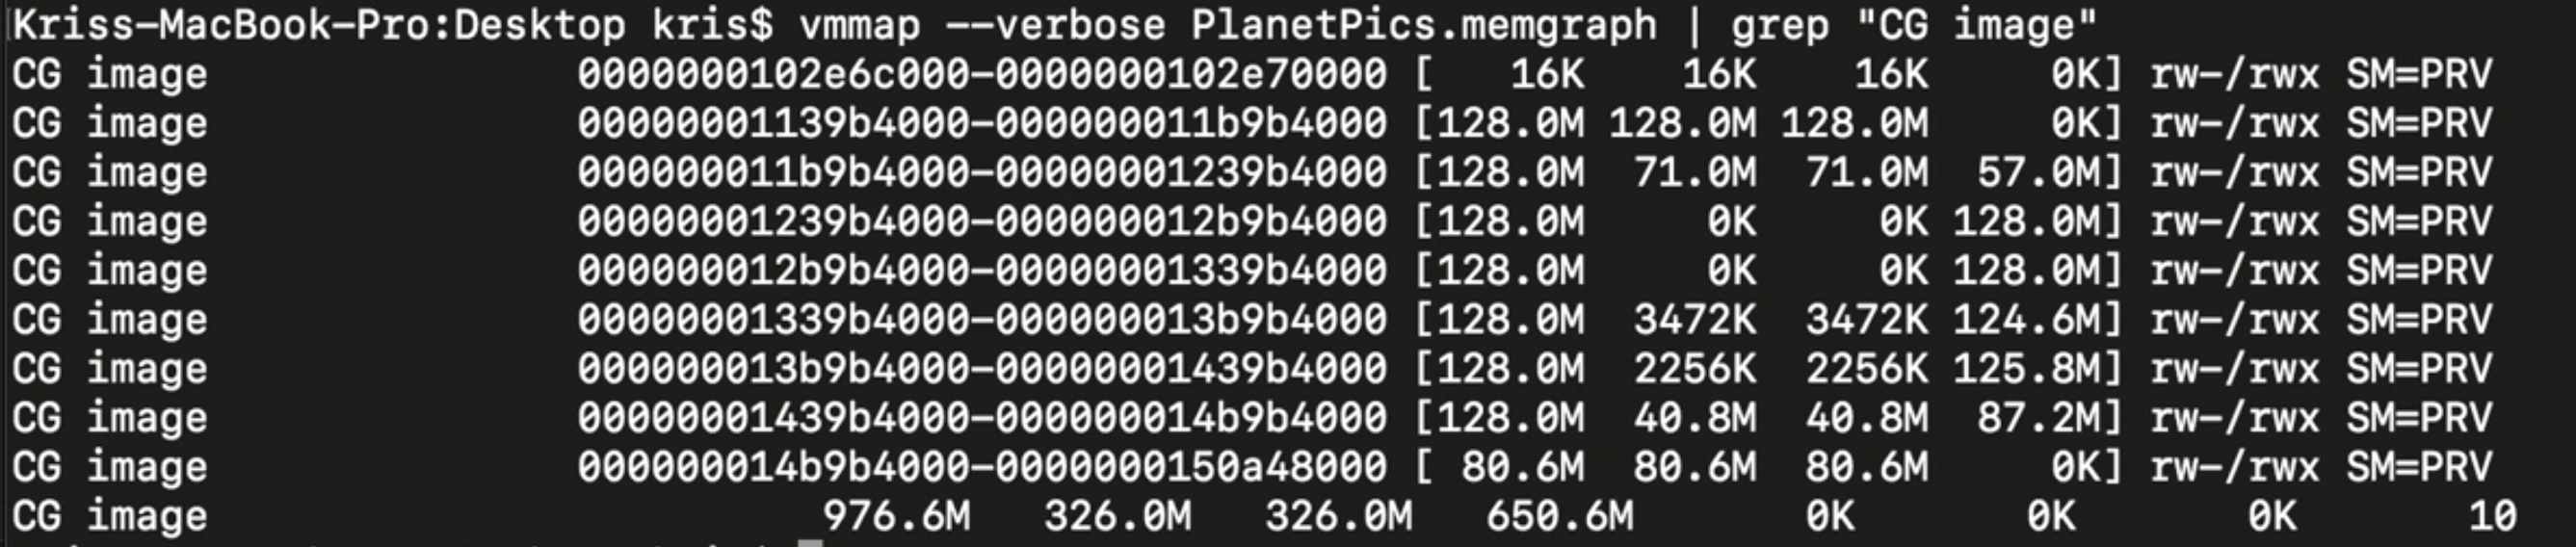 Kriss-MacBook-Pro:Desktop kris$ vmmap --verbose PlanetPics.memgraph | grep "CG image"
CG image 0000000102e6c000-0000000102e70000 [ 16K 16K 16K 0K] rw-/rwx SM=PRV
CG image 00000001139b4000-000000011b9b4000 [128.0M 128.0M 128.0M 0K] rw-/rwx SM=PRV
CG image 000000011b9b4000-00000001239b4000 [128.0M 71.0M 71.0M 57.0M] rw-/rwx SM=PRV
CG image 00000001239b4000-000000012b9b4000 [128.0M 0K 0K 128.0M] rw-/rwx SM=PRV
CG image 000000012b9b4000-00000001339b4000 [128.0M 0K 0K 128.0M] rw-/rwx SM=PRV
CG image 00000001339b4000-000000013b9b4000 [128.0M 3472K 3472K 124.6M] rw-/rwx SM=PRV
CG image 000000013b9b4000-00000001439b4000 [128.0M 2256K 2256K 125.8M] rw-/rwx SM=PRV
CG image 00000001439b4000-000000014b9b4000 [128.0M 40.8M 40.8M 87.2M] rw-/rwx SM=PRV
CG image 000000014b9b4000-0000000150a48000 [ 80.6M 80.6M 80.6M 0K] rw-/rwx SM=PRV
CG image 976.6M 326.0M 326.0M 650.6M 0K 0K 0K 10